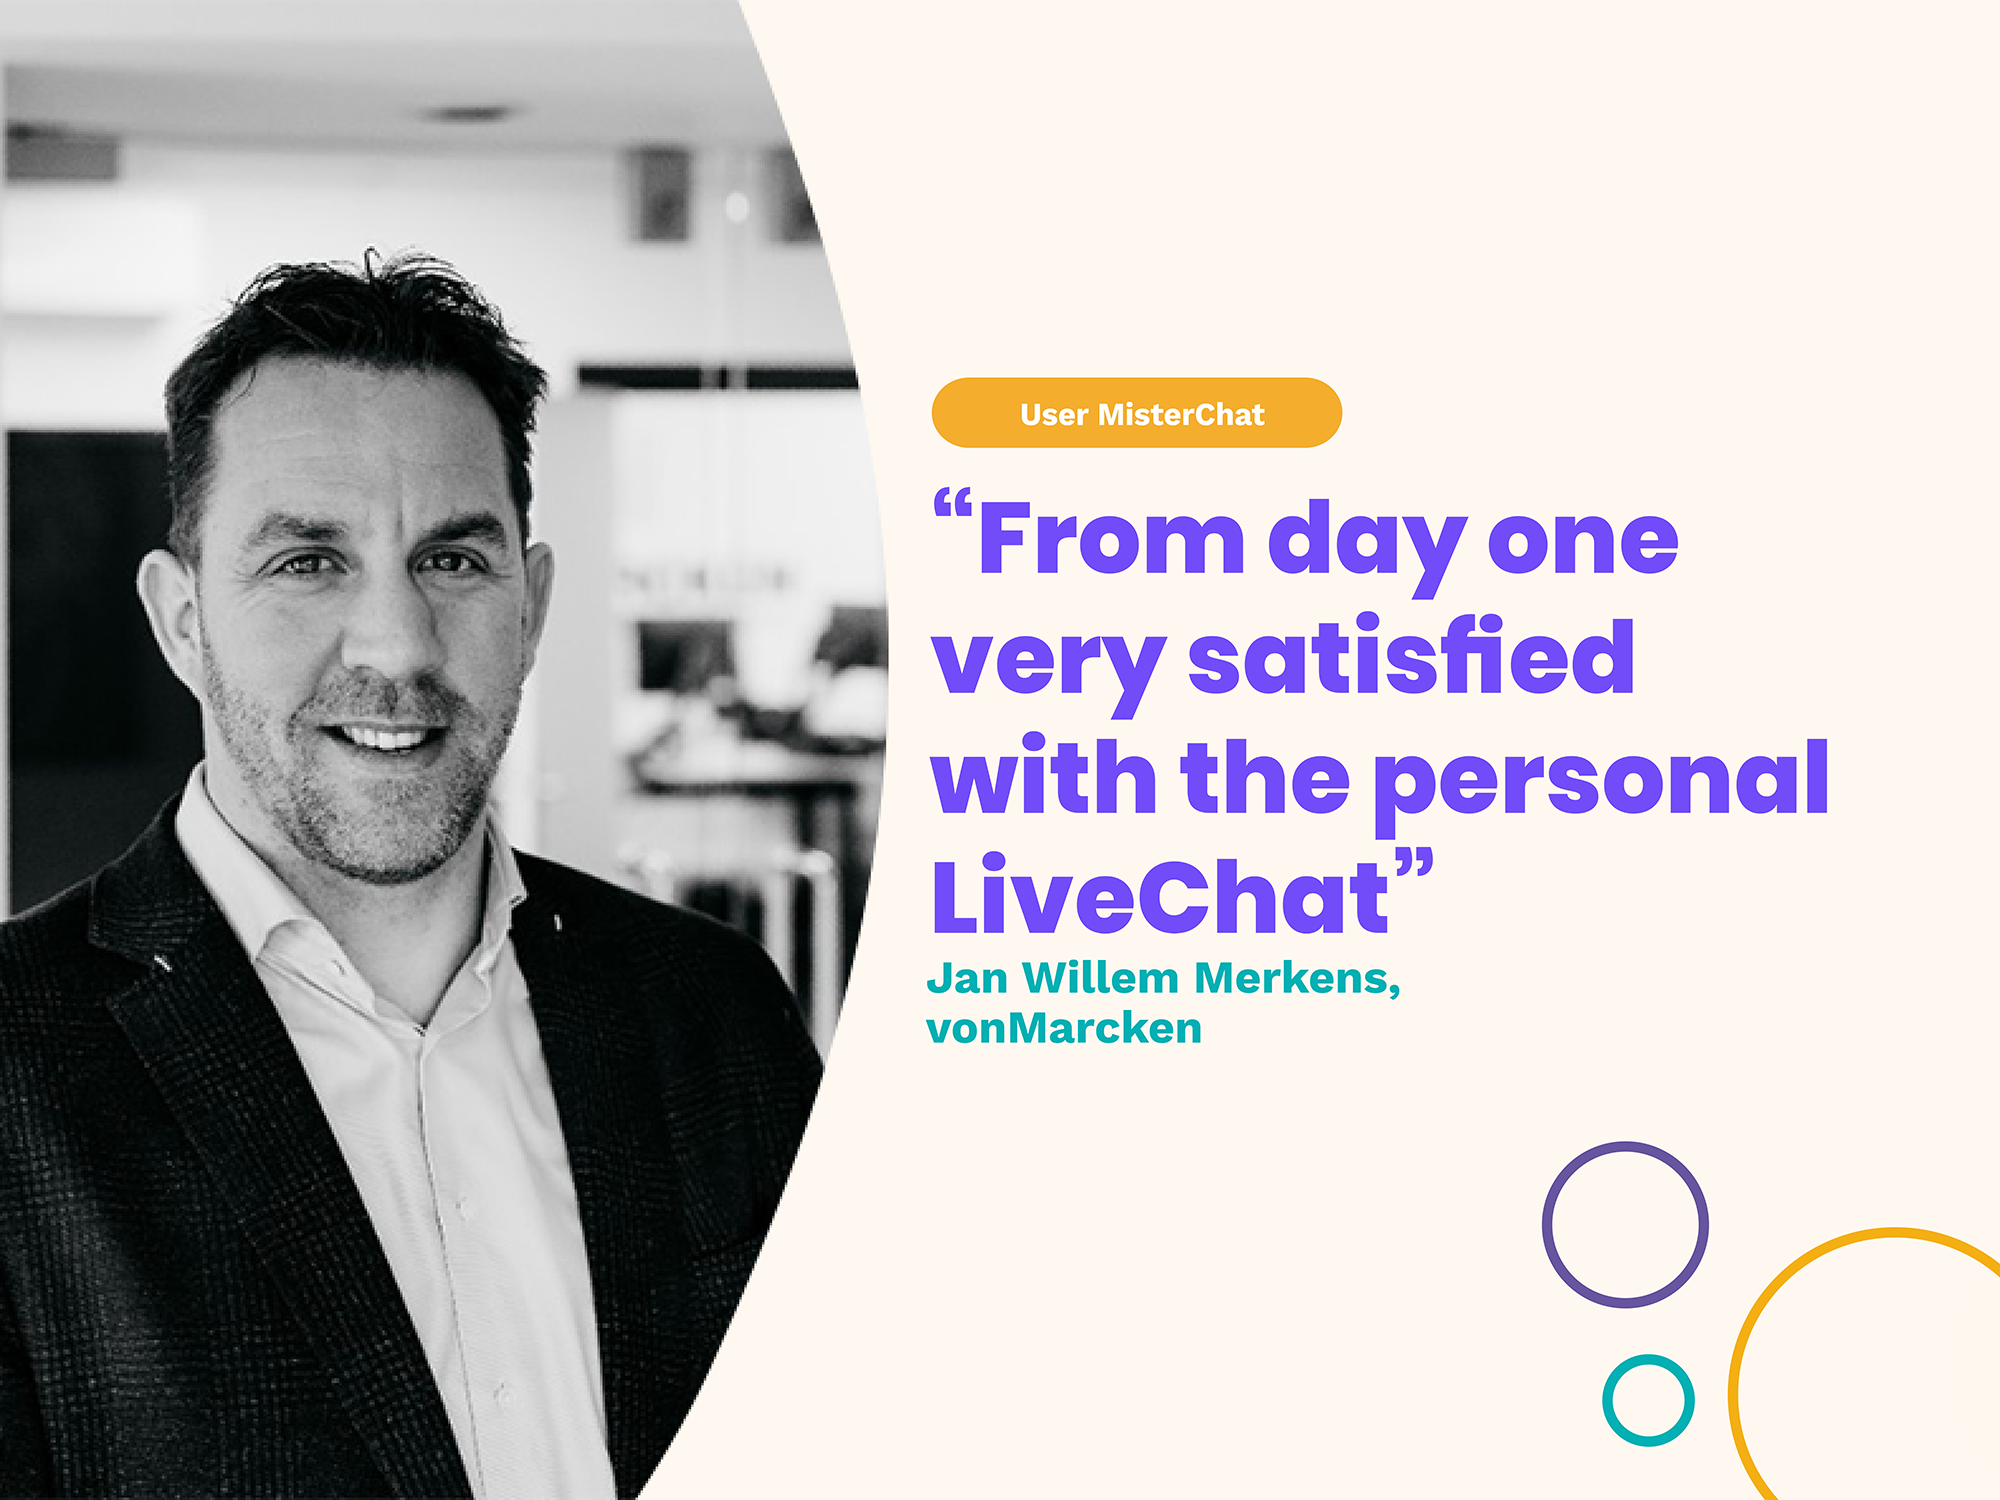 User MisterChat
“From day one
very satisfied
with the personal
LiveChat”
Jan Willem Merkens,
vonMarcken